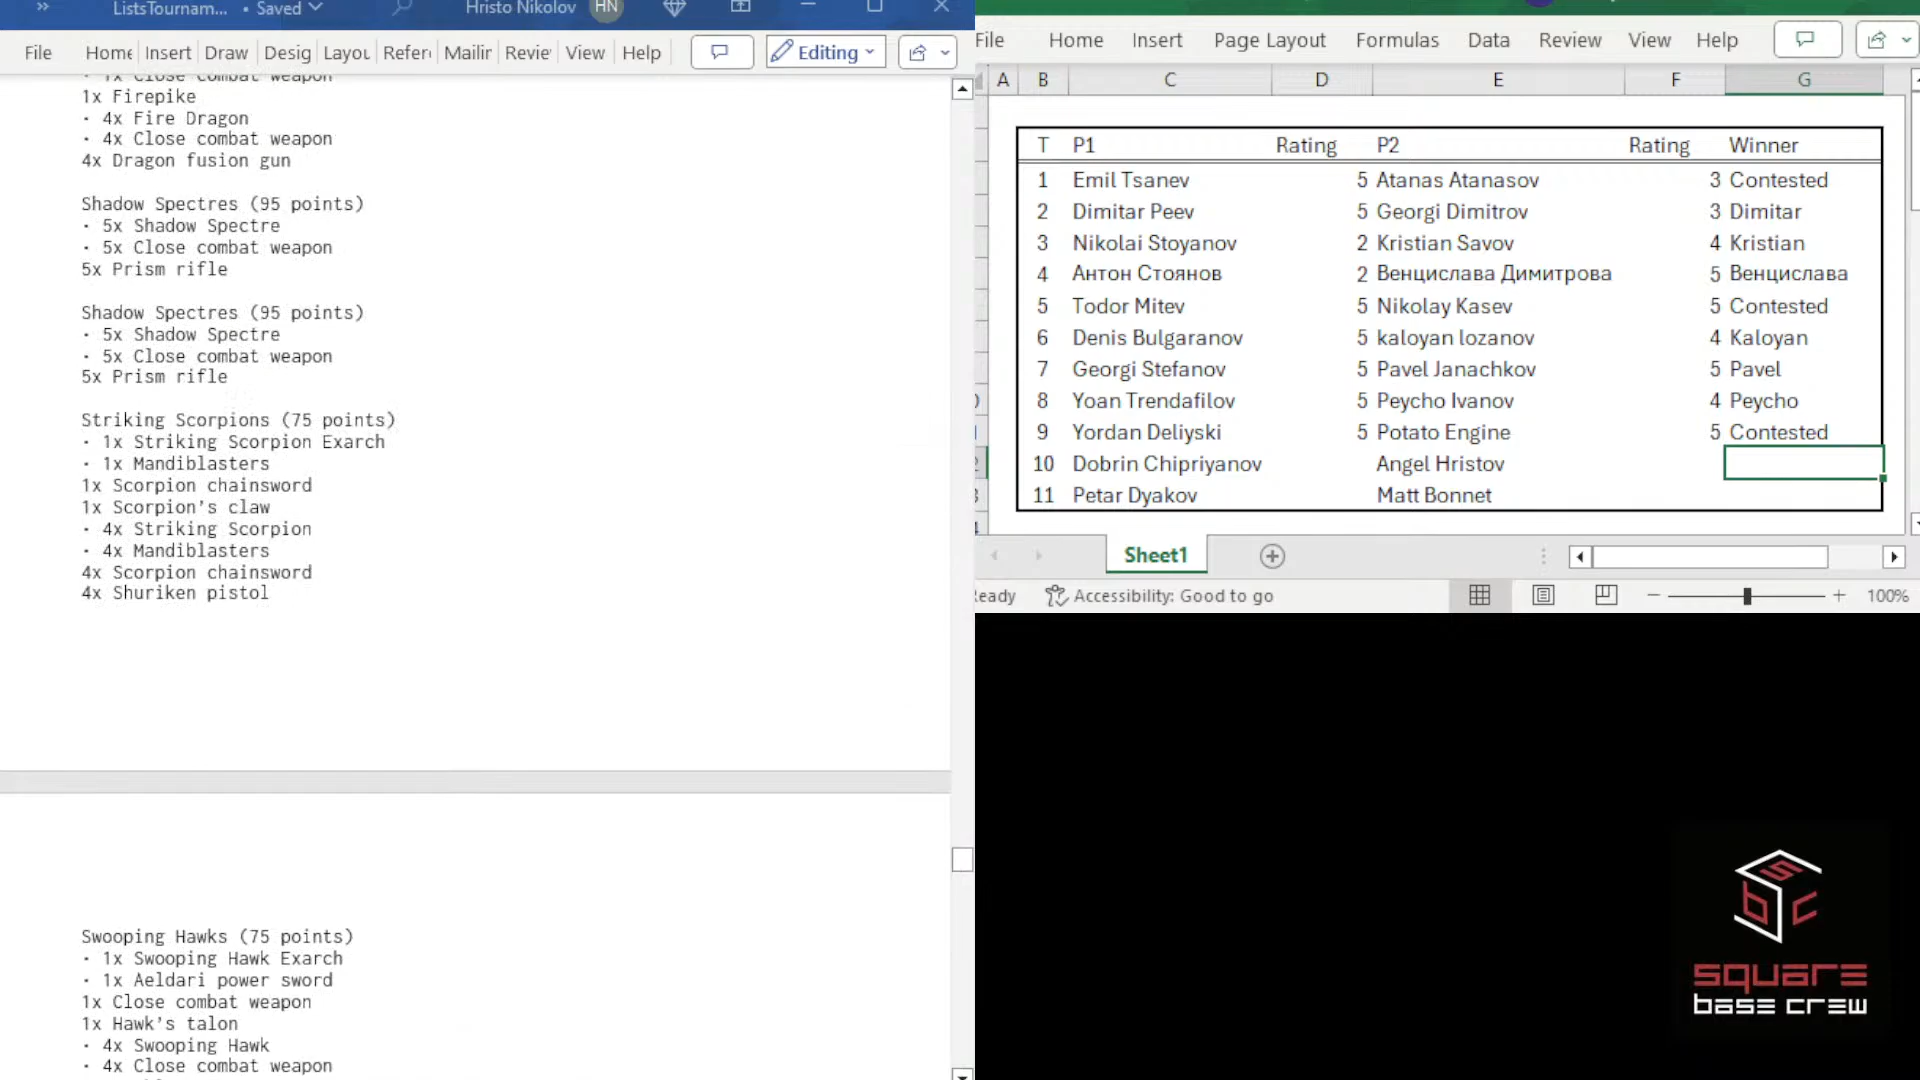 ListsTournam... • Saved
Hristo Nikolov HN
File Home Insert Draw Desig Layou Refer Mailin Revie View Help
Editing
· 1x Close combat weapon
1x Firepike
· 4x Fire Dragon
· 4x Close combat weapon
4x Dragon fusion gun
Shadow Spectres (95 points)
· 5x Shadow Spectre
· 5x Close combat weapon
5x Prism rifle
Shadow Spectres (95 points)
· 5x Shadow Spectre
· 5x Close combat weapon
5x Prism rifle
Striking Scorpions (75 points)
· 1x Striking Scorpion Exarch
· 1x Mandiblasters
1x Scorpion chainsword
1x Scorpion’s claw
· 4x Striking Scorpion
· 4x Mandiblasters
4x Scorpion chainsword
4x Shuriken pistol
Swooping Hawks (75 points)
· 1x Swooping Hawk Exarch
· 1x Aeldari power sword
1x Close combat weapon
1x Hawk’s talon
· 4x Swooping Hawk
· 4x Close combat weapon
File Home Insert Page Layout Formulas Data Review View Help
A B C D E F G
T P1 Rating P2 Rating Winner
1 Emil Tsanev 5 Atanas Atanasov 3 Contested
2 Dimitar Peev 5 Georgi Dimitrov 3 Dimitar
3 Nikolai Stoyanov 2 Kristian Savov 4 Kristian
4 Антон Стоянов 2 Венцислава Димитрова 5 Венцислава
5 Todor Mitev 5 Nikolay Kasev 5 Contested
6 Denis Bulgaranov 5 kaloyan lozanov 4 Kaloyan
7 Georgi Stefanov 5 Pavel Janachkov 5 Pavel
8 Yoan Trendafilov 5 Peycho Ivanov 4 Peycho
9 Yordan Deliyski 5 Potato Engine 5 Contested
10 Dobrin Chipriyanov Angel Hristov
11 Petar Dyakov Matt Bonnet
Sheet1
eady Accessibility: Good to go 100%
sbc
square
base crew